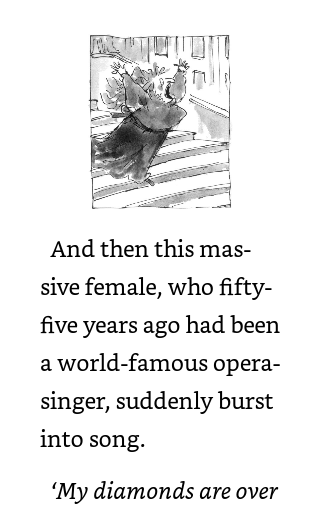 And then this mas-
sive female, who fifty-
five years ago had been
a world-famous opera-
singer, suddenly burst
into song.
‘My diamonds are over